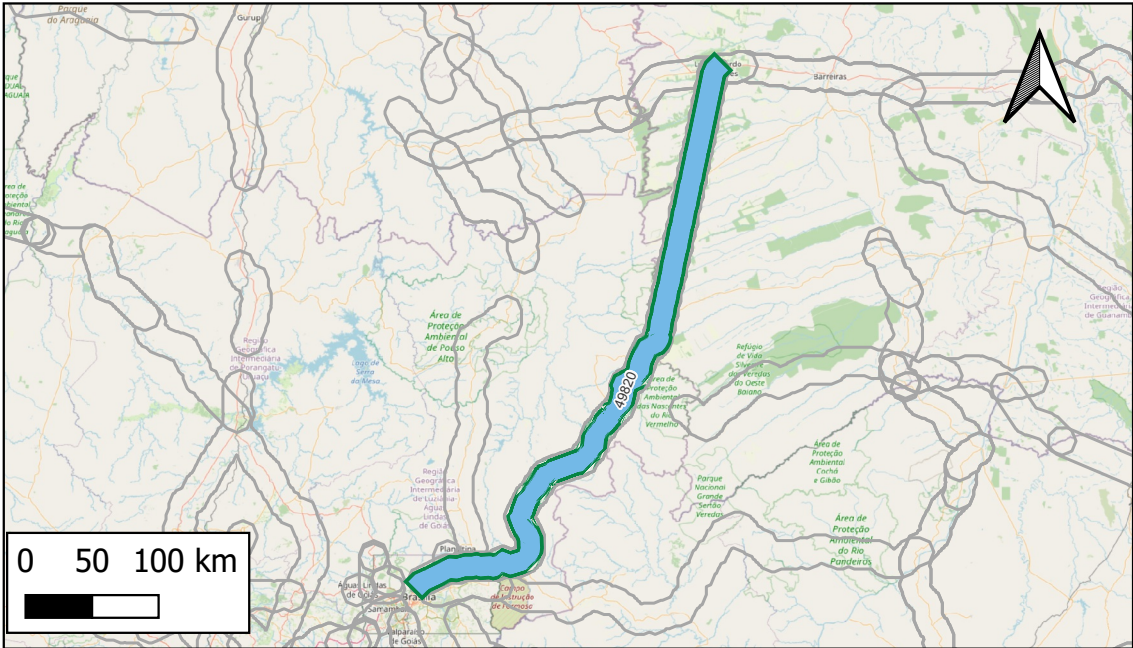 Parque
do Araguaia
Gurupi
Barreiras
Área de
Proteção
Ambiental
de Pouso
Alto
Região
Geográfica
Intermediária
de Porangatu
Lago de
Serra
da Mesa
Refúgio
de Vida
Silvestre
das Veredas
do Oeste
Baiano
Área de
Proteção
Ambiental
das Nascentes
do Rio
Vermelho
49820
Região
Geográfica
Intermediária
de Luziânia-
Águas
Lindas
de Goiás
Parque
Nacional
Grande
Sertão
Veredas
Área de
Proteção
Ambiental
Cochá
e Gibão
Área de
Proteção
Ambiental
do Rio
Pandeiros
Planaltina
Águas Lindas
de Goiás
Brasília
Campo
de Instrução
de Formosa
Valparaíso
de Goiás
0 50 100 km